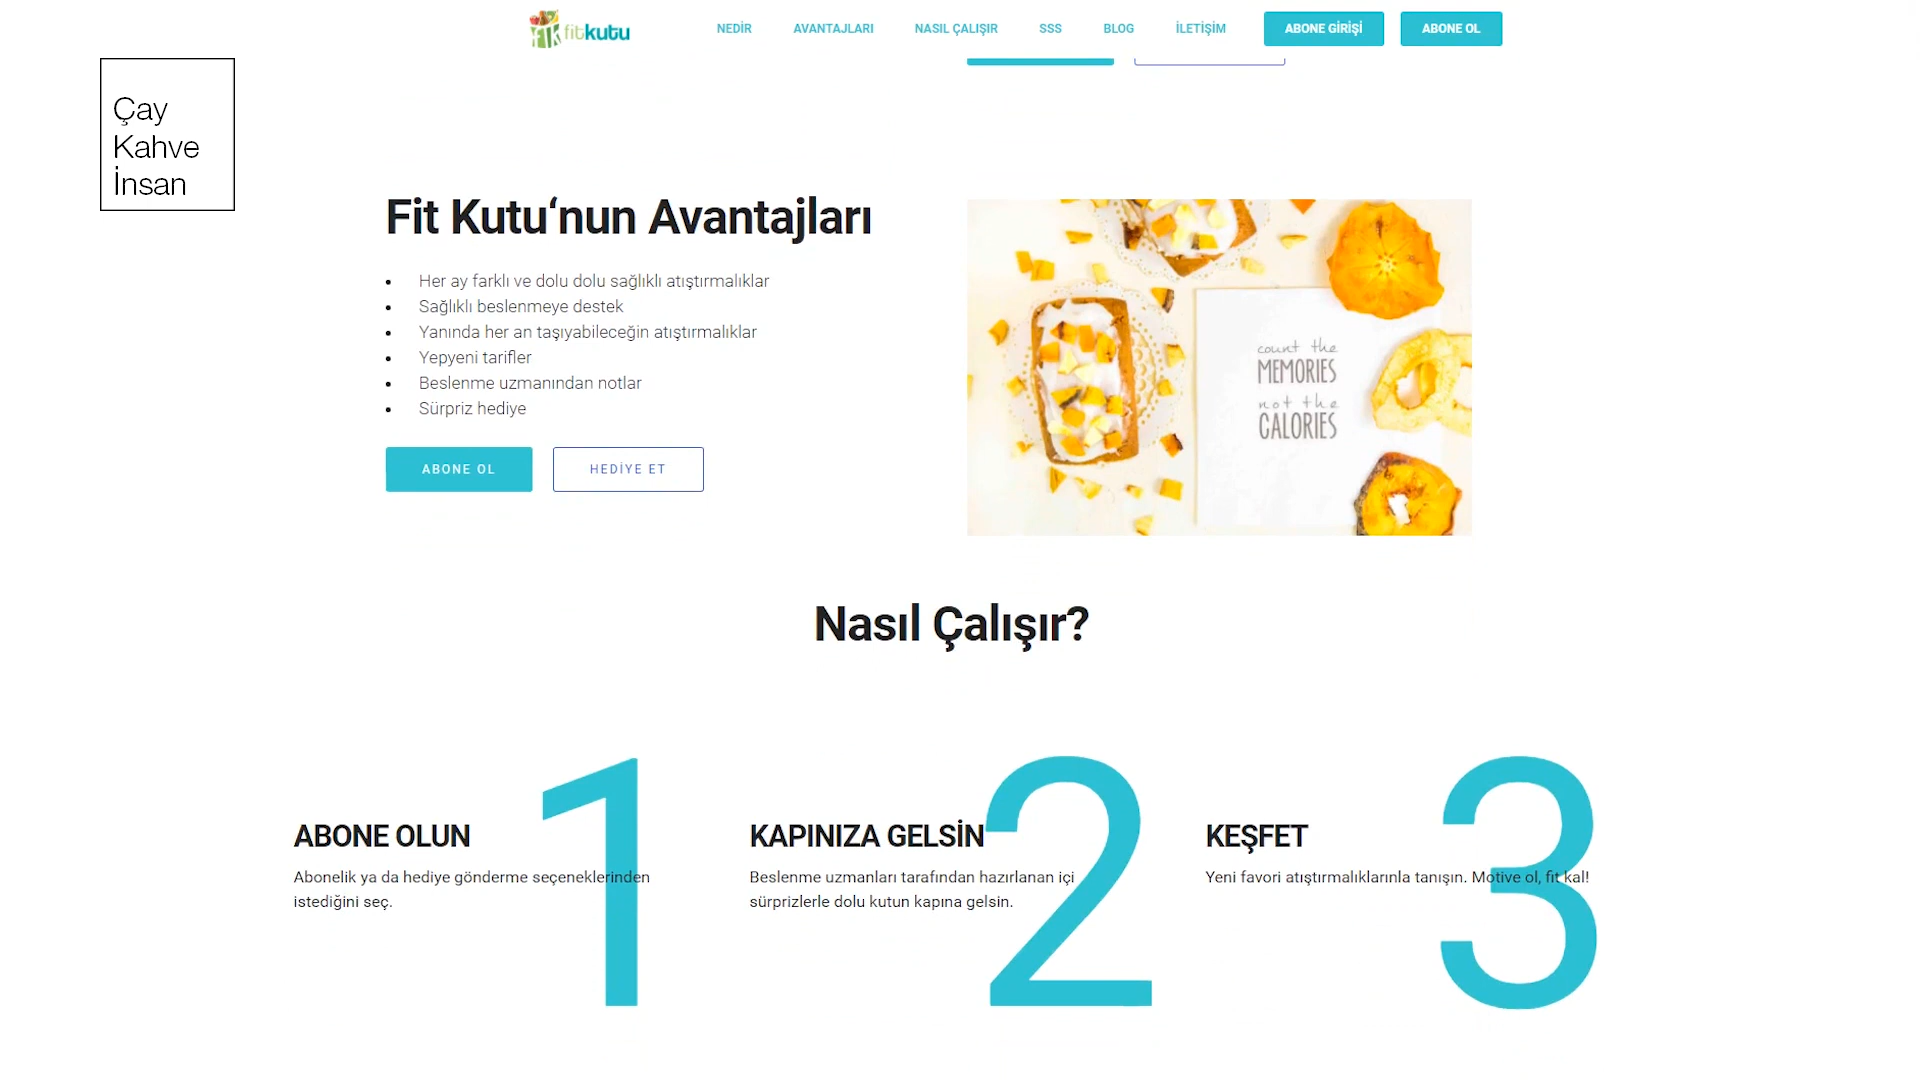 fitkutu
NEDİR
AVANTAJLARI
NASIL ÇALIŞIR
SSS
BLOG
İLETİŞİM
ABONE GİRİŞİ
ABONE OL
Çay
Kahve
İnsan
Fit Kutu‘nun Avantajları
Her ay farklı ve dolu dolu sağlıklı atıştırmalıklar
Sağlıklı beslenmeye destek
Yanında her an taşıyabileceğin atıştırmalıklar
Yepyeni tarifler
Beslenme uzmanından notlar
Sürpriz hediye
ABONE OL
HEDİYE ET
count the
MEMORIES
not the
CALORIES
Nasıl Çalışır?
1
ABONE OLUN
Abonelik ya da hediye gönderme seçeneklerinden
istediğini seç.
2
KAPINIZA GELSİN
Beslenme uzmanları tarafından hazırlanan içi
sürprizlerle dolu kutun kapına gelsin.
3
KEŞFET
Yeni favori atıştırmalıklarınla tanışın. Motive ol, fit kal!